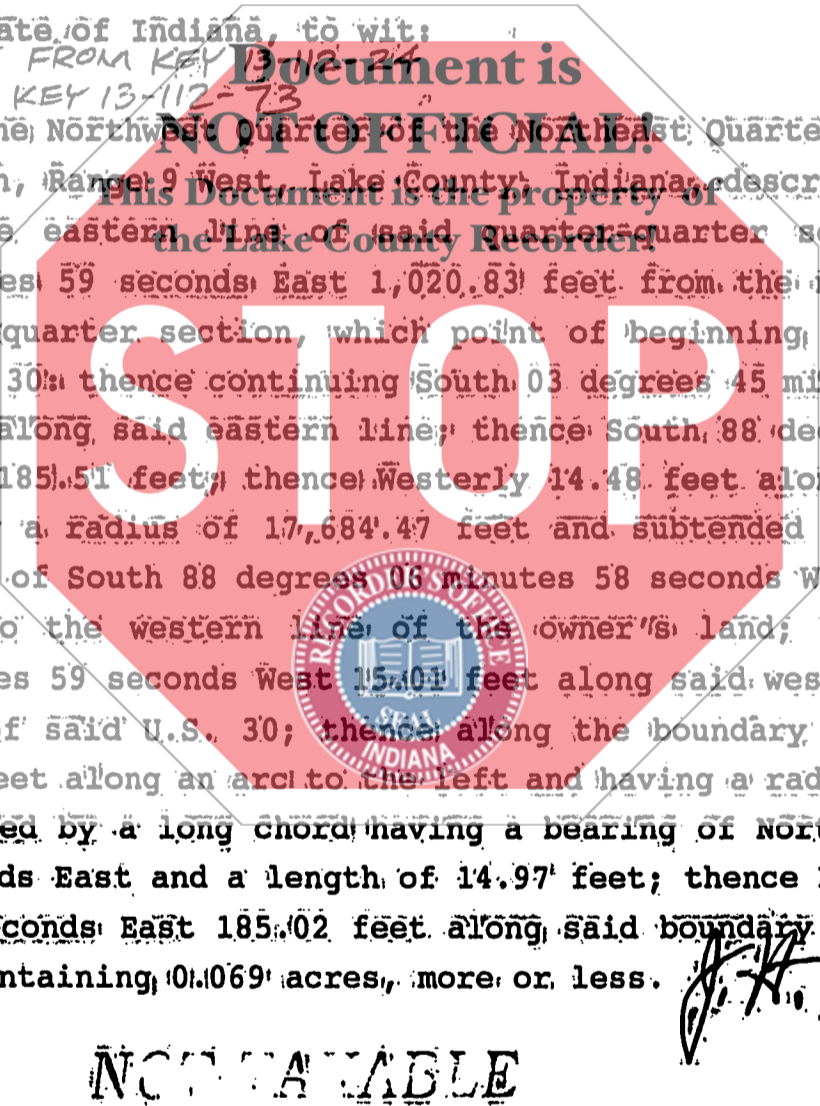 ate of Indiana, to wit:
FROM KEY 13-112-24
KEY 13-112-73
Document is
NOT OFFICIAL!
This Document is the property of
the Lake County Recorder!
he Northwest Quarter of the Northeast Quarte
h, Range 9 West, Lake County, Indiana, descr
e eastern line of said quarter-quarter s
es 59 seconds East 1,020.83 feet from the
quarter section, which point of beginning
30: thence continuing South 03 degrees 45 mi
along said eastern line; thence South 88 de
185.51 feet; thence Westerly 14.48 feet alo
a radius of 17,684.47 feet and subtended
of South 88 degrees 06 minutes 58 seconds W
o the western line of the owner's land;
es 59 seconds West 15.01 feet along said wes
f said U.S. 30; thence along the boundary
eet along an arc to the left and having a rad
ed by a long chord having a bearing of Nort
ds East and a length of 14.97 feet; thence
conds East 185.02 feet along said boundary
ntaining 0.069 acres, more or less.
STOP
RECORDER'S OFFICE
SEAL
INDIANA
J.H.
NOT TAXABLE